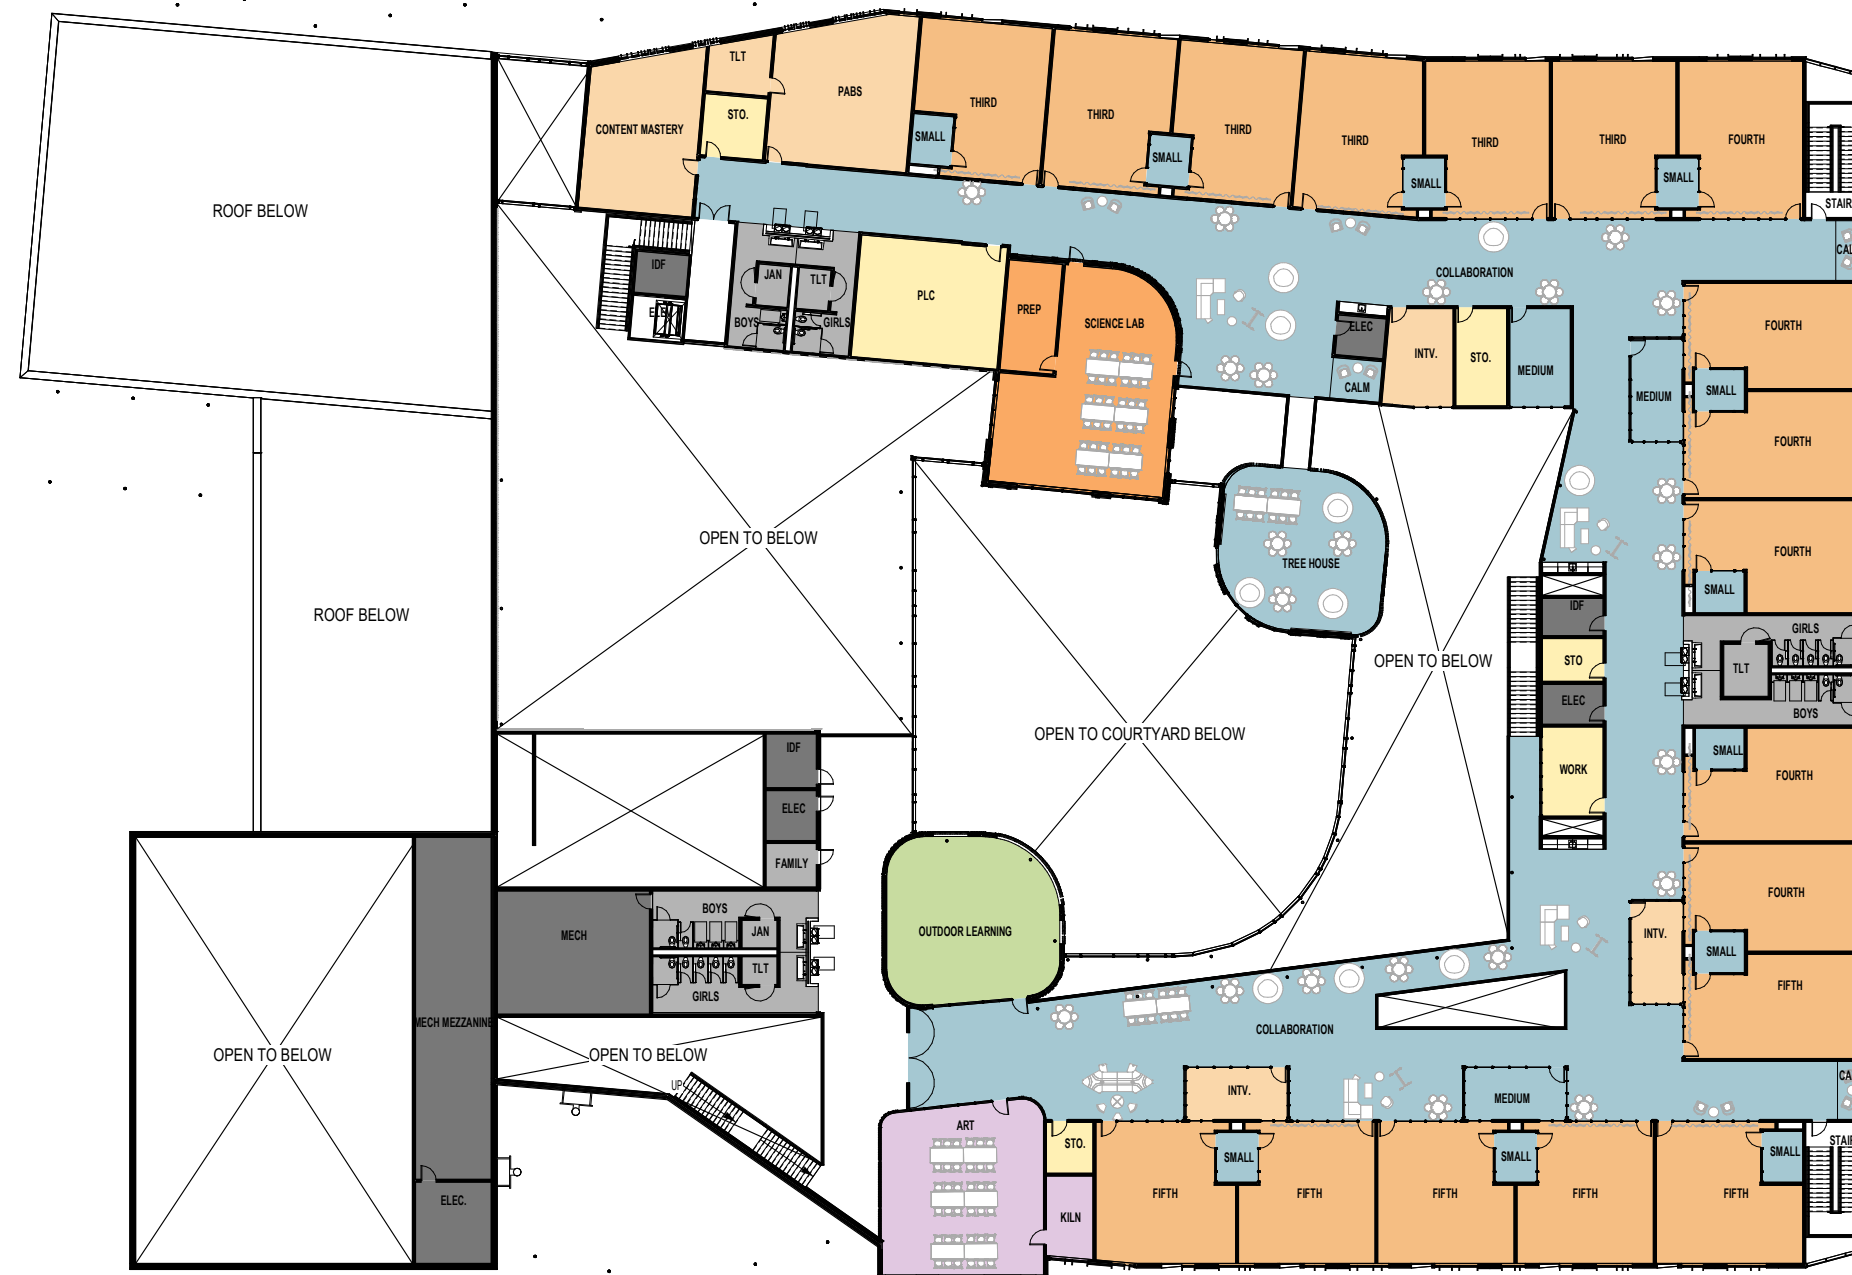 TLT
PABS
THIRD
STO.
CONTENT MASTERY
THIRD
THIRD
THIRD
THIRD
THIRD
FOURTH
SMALL
SMALL
SMALL
SMALL
STAIR
ROOF BELOW
IDF
JAN
TLT
BOYS
GIRLS
PLC
PREP
SCIENCE LAB
COLLABORATION
ELEC
CALM
INTV.
STO.
MEDIUM
MEDIUM
FOURTH
SMALL
FOURTH
OPEN TO BELOW
TREE HOUSE
FOURTH
SMALL
ROOF BELOW
IDF
STO
ELEC
WORK
OPEN TO BELOW
GIRLS
TLT
BOYS
OPEN TO COURTYARD BELOW
SMALL
FOURTH
IDF
ELEC
FAMILY
FOURTH
INTV.
SMALL
FIFTH
MECH
BOYS
JAN
TLT
GIRLS
OUTDOOR LEARNING
COLLABORATION
MECH MEZZANINE
OPEN TO BELOW
OPEN TO BELOW
UP
INTV.
MEDIUM
ART
STO.
SMALL
SMALL
SMALL
ELEC.
KILN
FIFTH
FIFTH
FIFTH
FIFTH
FIFTH